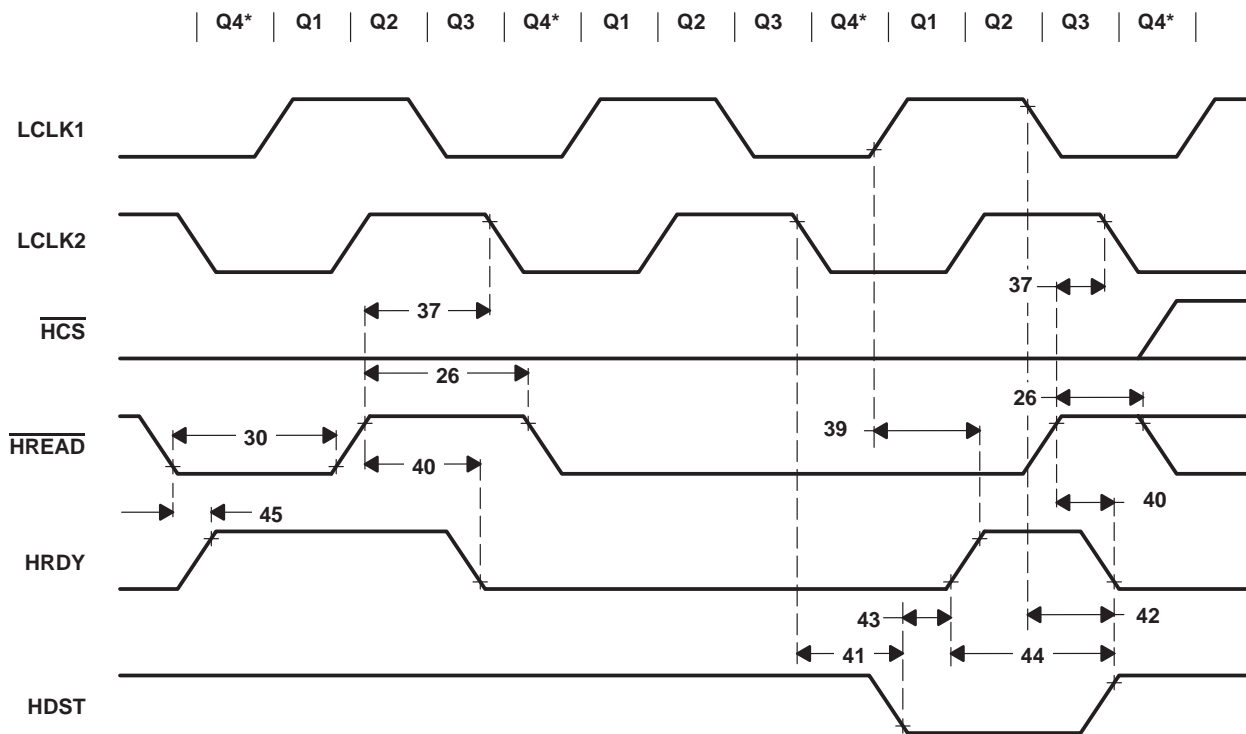 Q4* Q1 Q2 Q3 Q4* Q1 Q2 Q3 Q4* Q1 Q2 Q3 Q4*
LCLK1
LCLK2
37
37
HCS
26
26
HREAD
30
39
40
40
45
HRDY
43
42
41
44
HDST